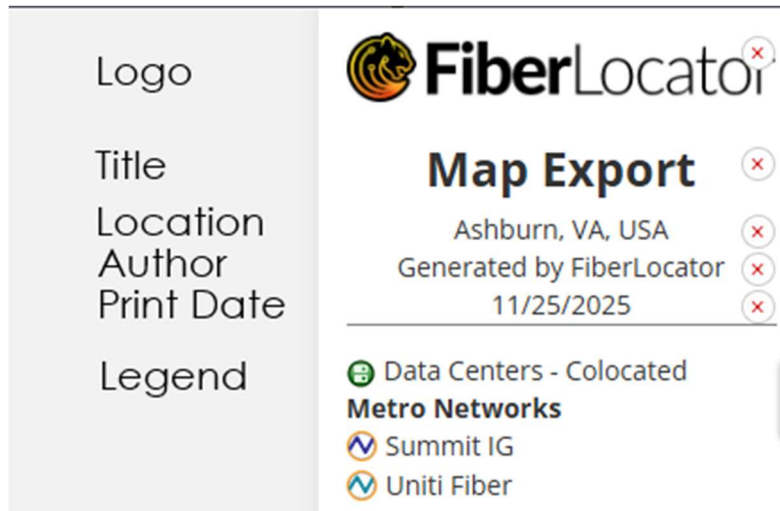 Logo
FiberLocator
Title
Map Export
Location
Ashburn, VA, USA
Author
Generated by FiberLocator
Print Date
11/25/2025
Legend
Data Centers - Colocated
Metro Networks
Summit IG
Uniti Fiber